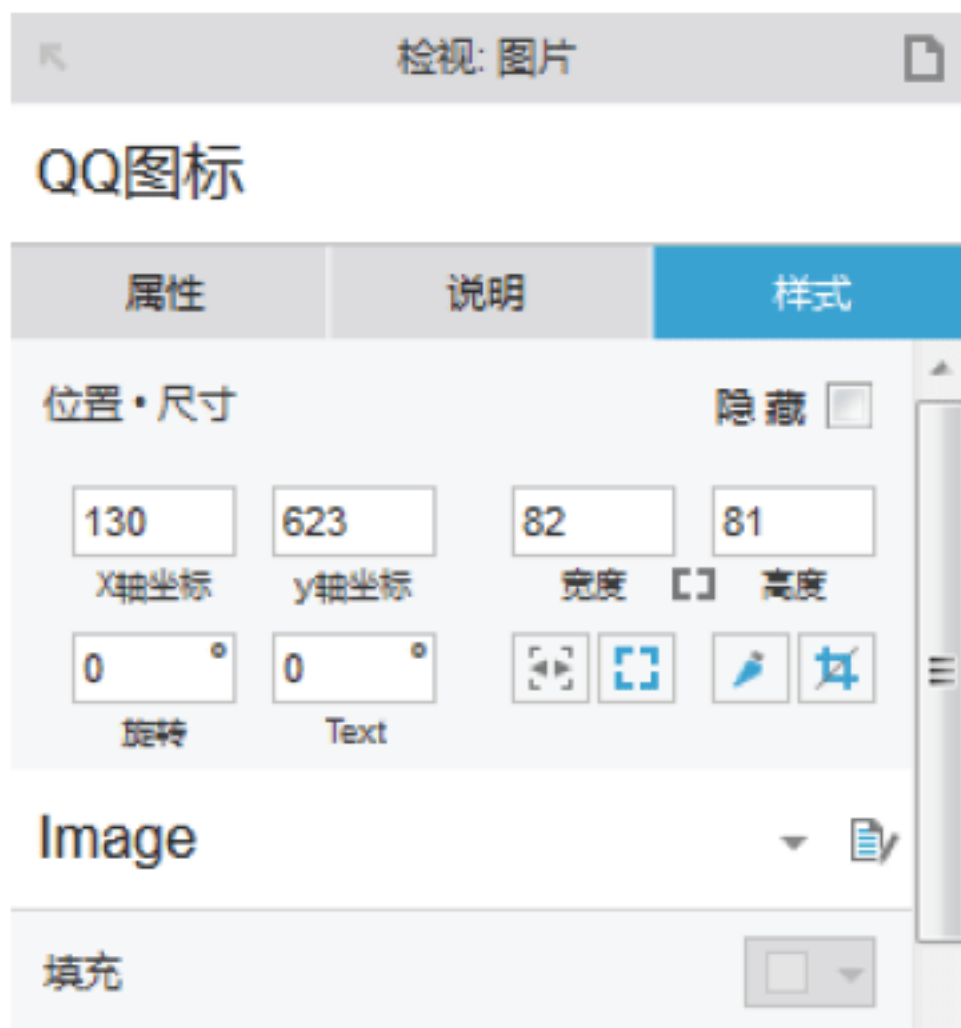 检视: 图片
QQ图标
属性 说明 样式
位置 • 尺寸 隐藏
130 623 82 81
X轴坐标 y轴坐标 宽度 高度
0 ° 0 °
旋转 Text
Image
填充